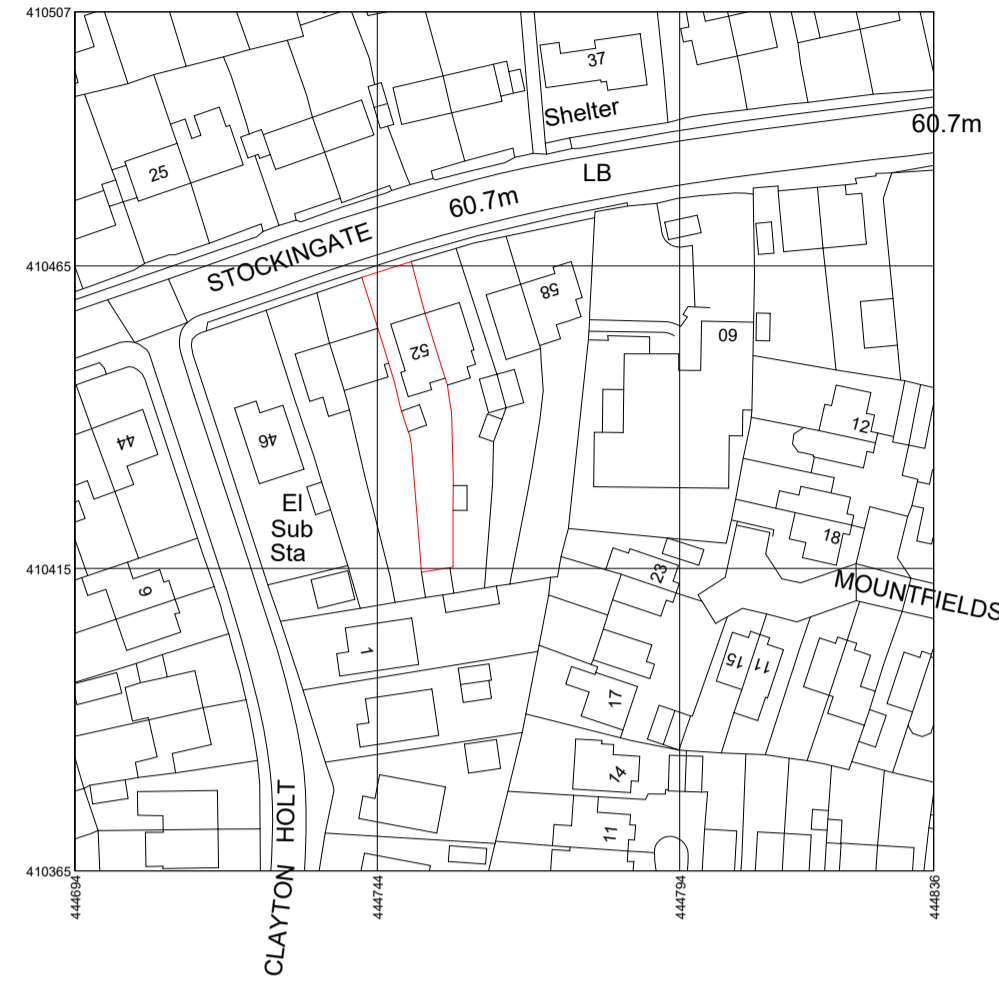 410507
37
Shelter
60.7m
25
LB
60.7m
STOCKINGATE
410465
58
52
60
12
44
46
El
Sub
Sta
18
410415
23
MOUNTFIELDS
9
1
15
11
17
14
CLAYTON HOLT
11
410365
444694
444744
444794
444836